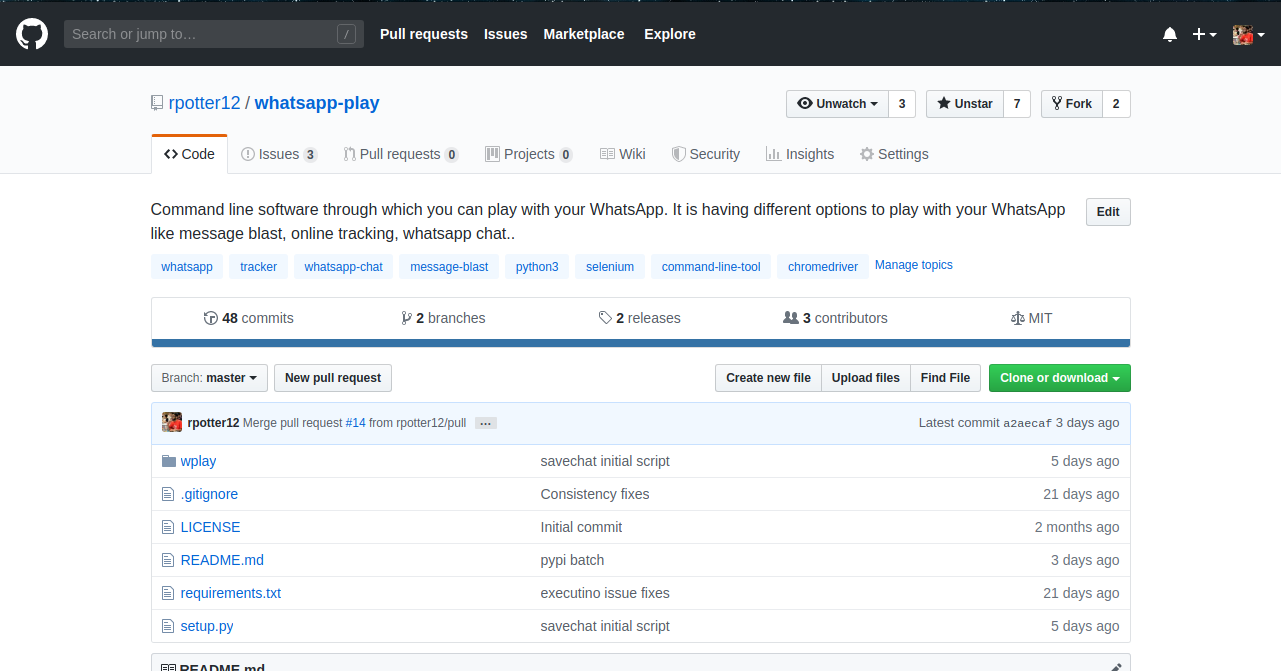 Search or jump to… / Pull requests Issues Marketplace Explore
rpotter12 / whatsapp-play Unwatch 3 Unstar 7 Fork 2
Code Issues 3 Pull requests 0 Projects 0 Wiki Security Insights Settings
Command line software through which you can play with your WhatsApp. It is having different options to play with your WhatsApp Edit
like message blast, online tracking, whatsapp chat..
whatsapp tracker whatsapp-chat message-blast python3 selenium command-line-tool chromedriver Manage topics
48 commits 2 branches 2 releases 3 contributors MIT
Branch: master New pull request Create new file Upload files Find File Clone or download
rpotter12 Merge pull request #14 from rpotter12/pull … Latest commit a2aecaf 3 days ago
wplay savechat initial script 5 days ago
.gitignore Consistency fixes 21 days ago
LICENSE Initial commit 2 months ago
README.md pypi batch 3 days ago
requirements.txt executino issue fixes 21 days ago
setup.py savechat initial script 5 days ago
README.md